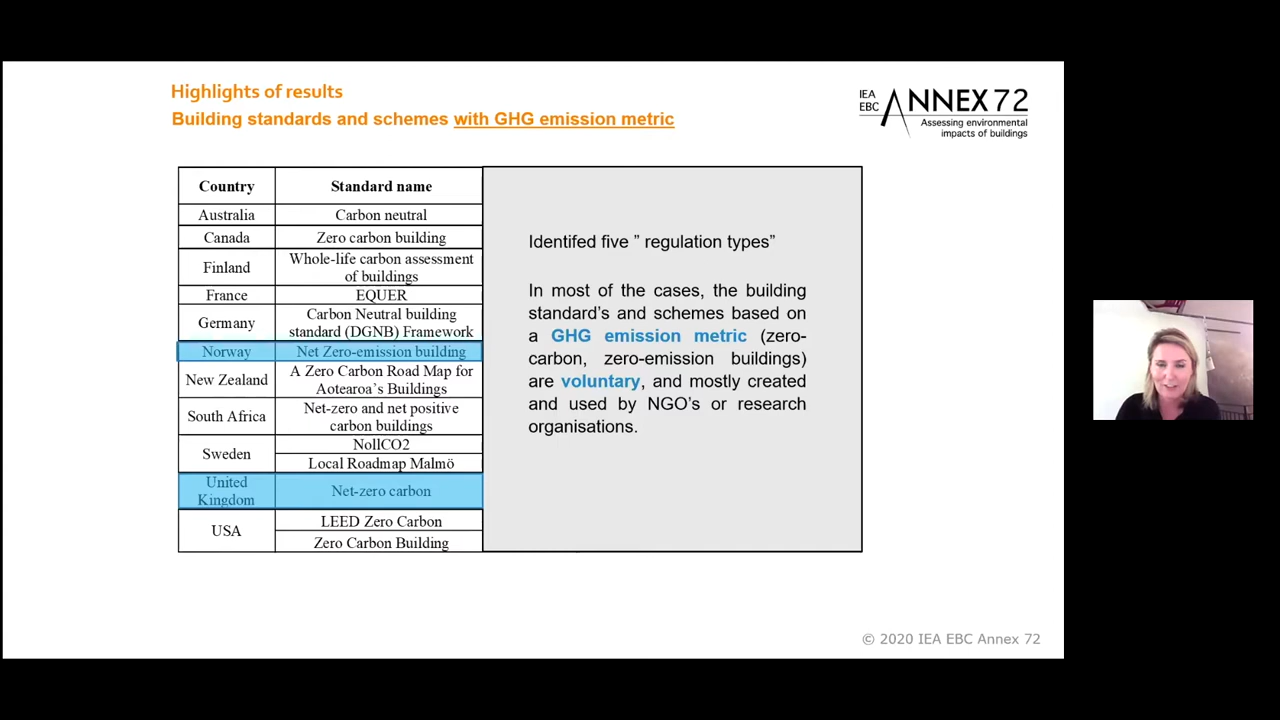 Highlights of results
Building standards and schemes with GHG emission metric
IEA
EBC
ANNEX 72
Assessing environmental
impacts of buildings
Country Standard name
Australia Carbon neutral
Canada Zero carbon building
Finland Whole-life carbon assessment
of buildings
France EQUER
Germany Carbon Neutral building
standard (DGNB) Framework
Norway Net Zero-emission building
New Zealand A Zero Carbon Road Map for
Aotearoa's Buildings
South Africa Net-zero and net positive
carbon buildings
Sweden NollCO2
Local Roadmap Malmö
United
Kingdom Net-zero carbon
USA LEED Zero Carbon
Zero Carbon Building
Identifed five ” regulation types”
In most of the cases, the building
standard’s and schemes based on
a GHG emission metric (zero-
carbon, zero-emission buildings)
are voluntary, and mostly created
and used by NGO’s or research
organisations.
© 2020 IEA EBC Annex 72